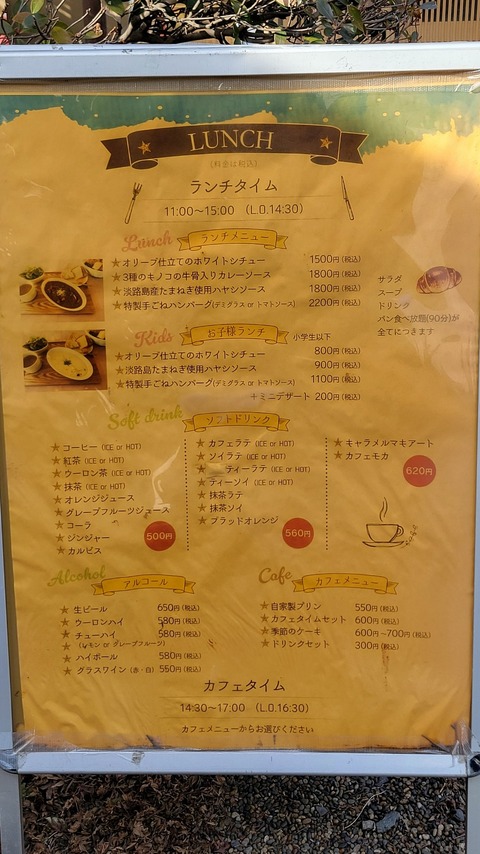 LUNCH
(料金は税込)
ランチタイム
11:00～15:00 (L.O.14:30)
Lunch ランチメニュー
★オリーブ仕立てのホワイトシチュー 1500円(税込)
★3種のキノコの牛骨入りカレーソース 1800円(税込)
★淡路島産たまねぎ使用ハヤシソース 1800円(税込)
★特製手ごねハンバーグ(デミグラス or トマトソース) 2200円(税込)
サラダ
スープ
ドリンク
パン食べ放題(90分)が
全てにつきます
Kids お子様ランチ 小学生以下
★オリーブ仕立てのホワイトシチュー 800円(税込)
★淡路島たまねぎ使用ハヤシソース 900円(税込)
★特製手ごねハンバーグ(デミグラス or トマトソース) 1100円(税込)
＋ミニデザート 200円(税込)
Soft drink ソフトドリンク
★コーヒー (ICE or HOT)
★紅茶 (ICE or HOT)
★ウーロン茶 (ICE or HOT)
★抹茶 (ICE or HOT)
★オレンジジュース
★グレープフルーツジュース
★コーラ
★ジンジャー
★カルピス
500円
★カフェラテ (ICE or HOT)
★ソイラテ (ICE or HOT)
★ティーラテ (ICE or HOT)
★ティーソイ (ICE or HOT)
★抹茶ラテ
★抹茶ソイ
★ブラッドオレンジ
560円
★キャラメルマキアート
★カフェモカ
620円
Alcohol アルコール
★生ビール 650円(税込)
★ウーロンハイ 580円(税込)
★チューハイ 580円(税込)
★(レモン or グレープフルーツ)
★ハイボール 580円(税込)
★グラスワイン (赤・白) 550円(税込)
Cafe カフェメニュー
★自家製プリン 550円(税込)
★カフェタイムセット 600円(税込)
★季節のケーキ 600円～700円(税込)
★ドリンクセット 300円(税込)
カフェタイム
14:30～17:00 (L.O.16:30)
カフェメニューからお選びください